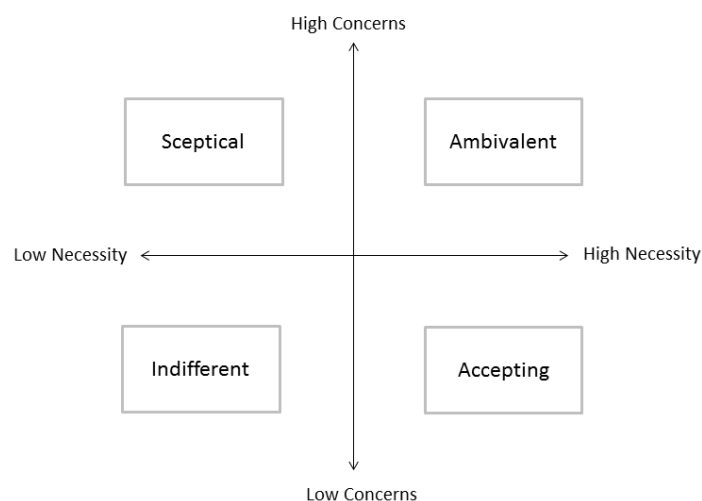 High Concerns
Sceptical
Ambivalent
Low Necessity
High Necessity
Indifferent
Accepting
Low Concerns